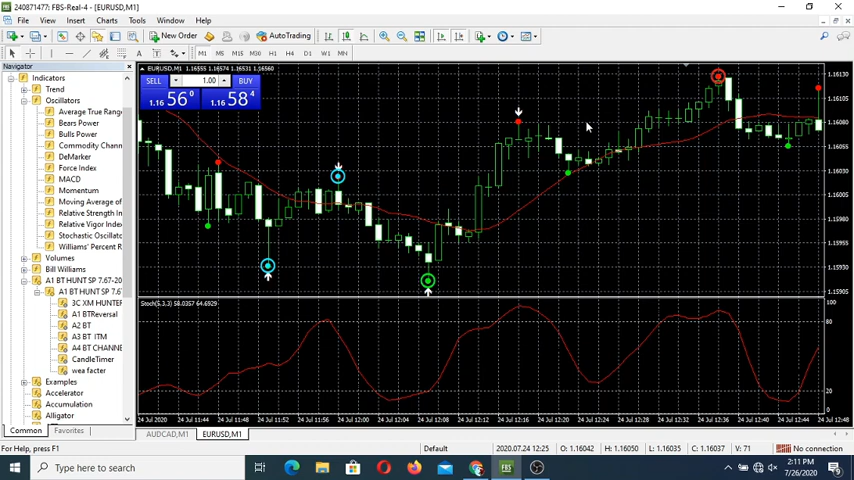 240871477: FBS-Real-4 - [EURUSD,M1]
File View Insert Charts Tools Window Help
New Order AutoTrading
A T M1 M5 M15 M30 H1 H4 D1 W1 MN
Navigator
Indicators
Trend
Oscillators
Average True Range
Bears Power
Bulls Power
Commodity Channel
DeMarker
Force Index
MACD
Momentum
Moving Average of
Relative Strength In
Relative Vigor Index
Stochastic Oscillato
Williams' Percent R
Volumes
Bill Williams
A1 BT HUNT SP 7.67-20
A1 BT HUNT SP 7.67
3C XM HUNTER
A1 BTReversal
A2 BT
A3 BT ITM
A4 BT CHANNE
CandleTimer
wea facter
Examples
Accelerator
Accumulation
Alligator
Common Favorites
EURUSD,M1 1.16555 1.16574 1.16531 1.16560
SELL 1.00 BUY
1.16 56 0 1.16 58 4
1.16130
1.16105
1.16080
1.16055
1.16030
1.16005
1.15980
1.15955
1.15930
1.15905
Stoch(5,3,3) 58.0357 64.6929
100
80
20
0
24 Jul 2020 24 Jul 11:44 24 Jul 11:48 24 Jul 11:52 24 Jul 11:56 24 Jul 12:00 24 Jul 12:04 24 Jul 12:08 24 Jul 12:12 24 Jul 12:16 24 Jul 12:20 24 Jul 12:24 24 Jul 12:28 24 Jul 12:32 24 Jul 12:36 24 Jul 12:40 24 Jul 12:44 24 Jul 12:48
AUDCAD,M1 EURUSD,M1
For Help, press F1 Default 2020.07.24 12:25 O: 1.16042 H: 1.16050 L: 1.16035 C: 1.16037 V: 71 No connection
Type here to search
FBS
2:11 PM
7/26/2020